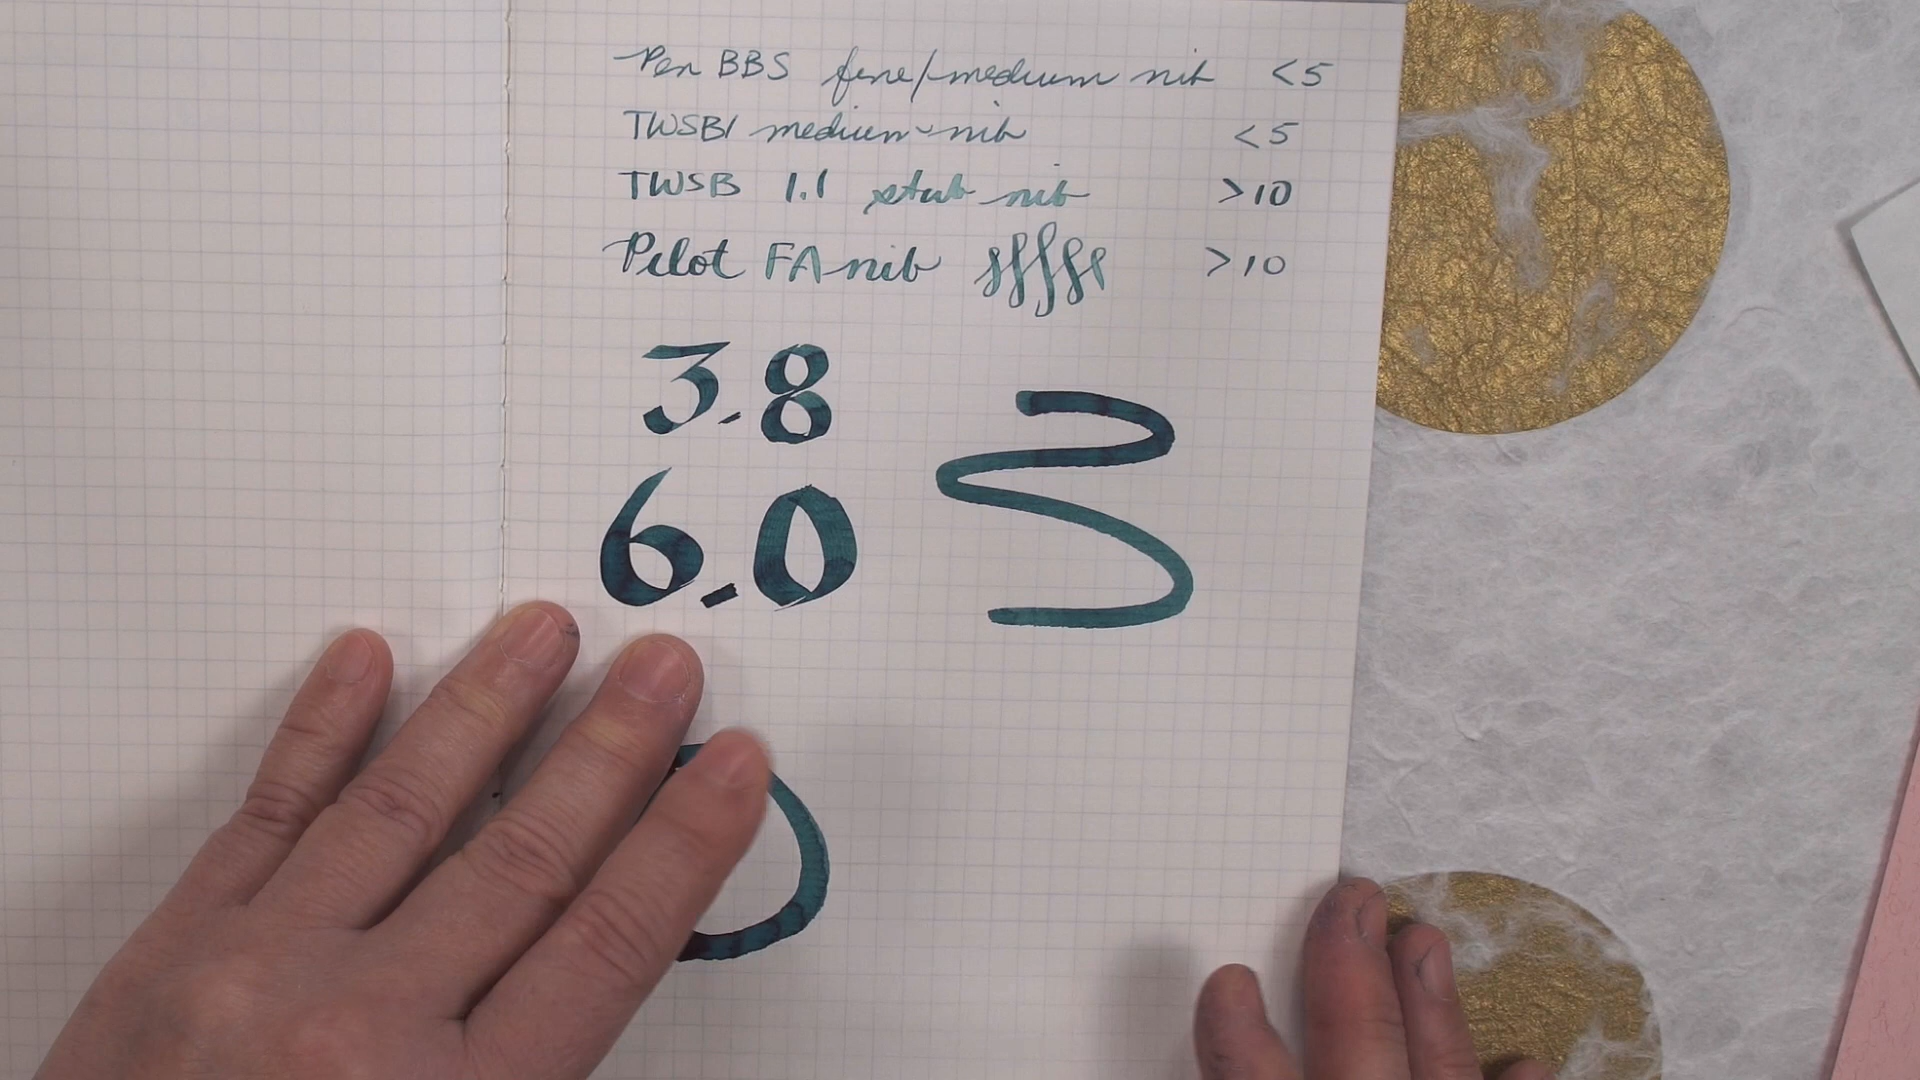 Pen BBS fine/medium nib <5
TWSBI medium nib <5
TWSB 1.1 stub nib >10
Pilot FA nib >10
3.8
6.0